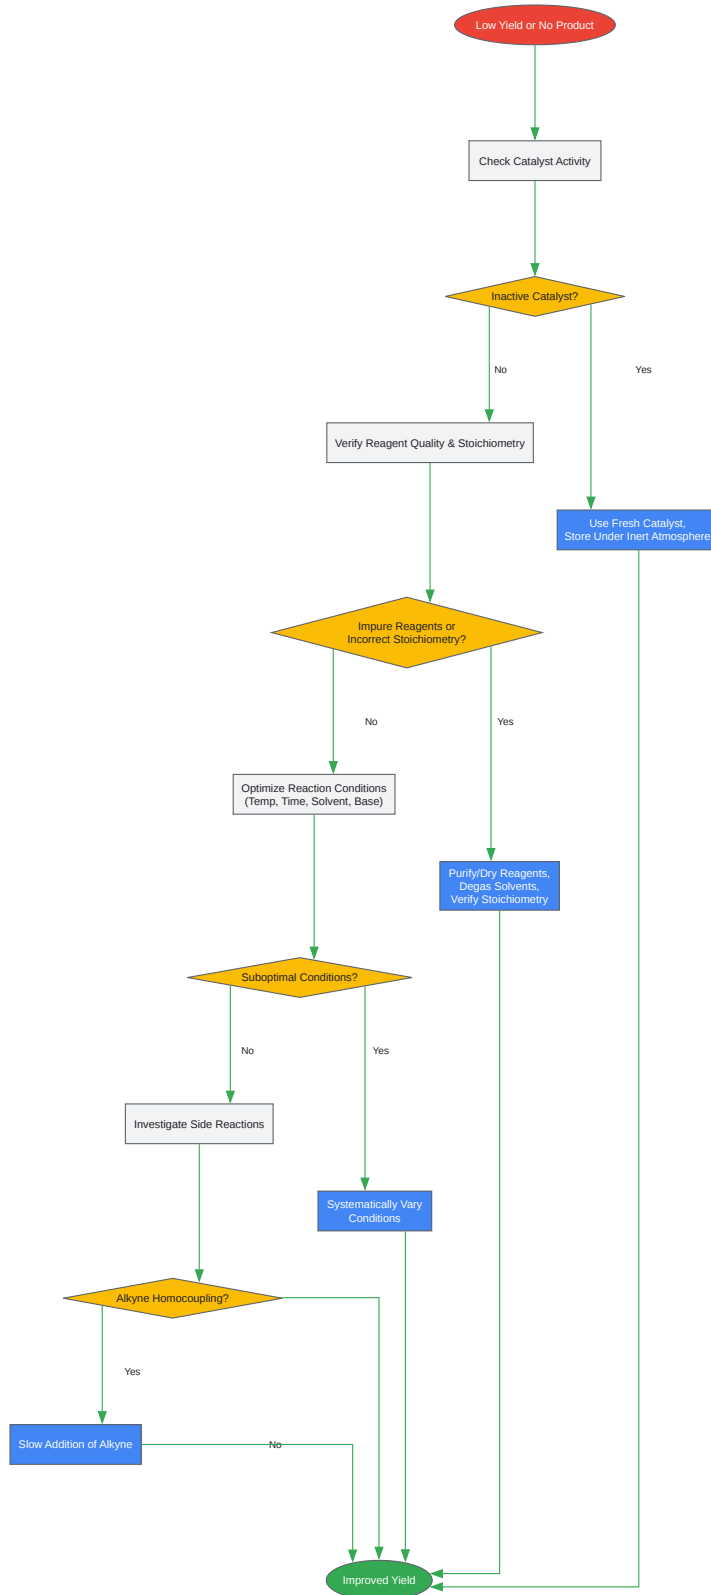 Low Yield or No Product
Check Catalyst Activity
Inactive Catalyst?
No
Yes
Verify Reagent Quality & Stoichiometry
Use Fresh Catalyst,
Store Under Inert Atmosphere
Impure Reagents or
Incorrect Stoichiometry?
No
Yes
Optimize Reaction Conditions
(Temp, Time, Solvent, Base)
Purify/Dry Reagents,
Degas Solvents,
Verify Stoichiometry
Suboptimal Conditions?
No
Yes
Investigate Side Reactions
Systematically Vary
Conditions
Alkyne Homocoupling?
Yes
Slow Addition of Alkyne
No
Improved Yield